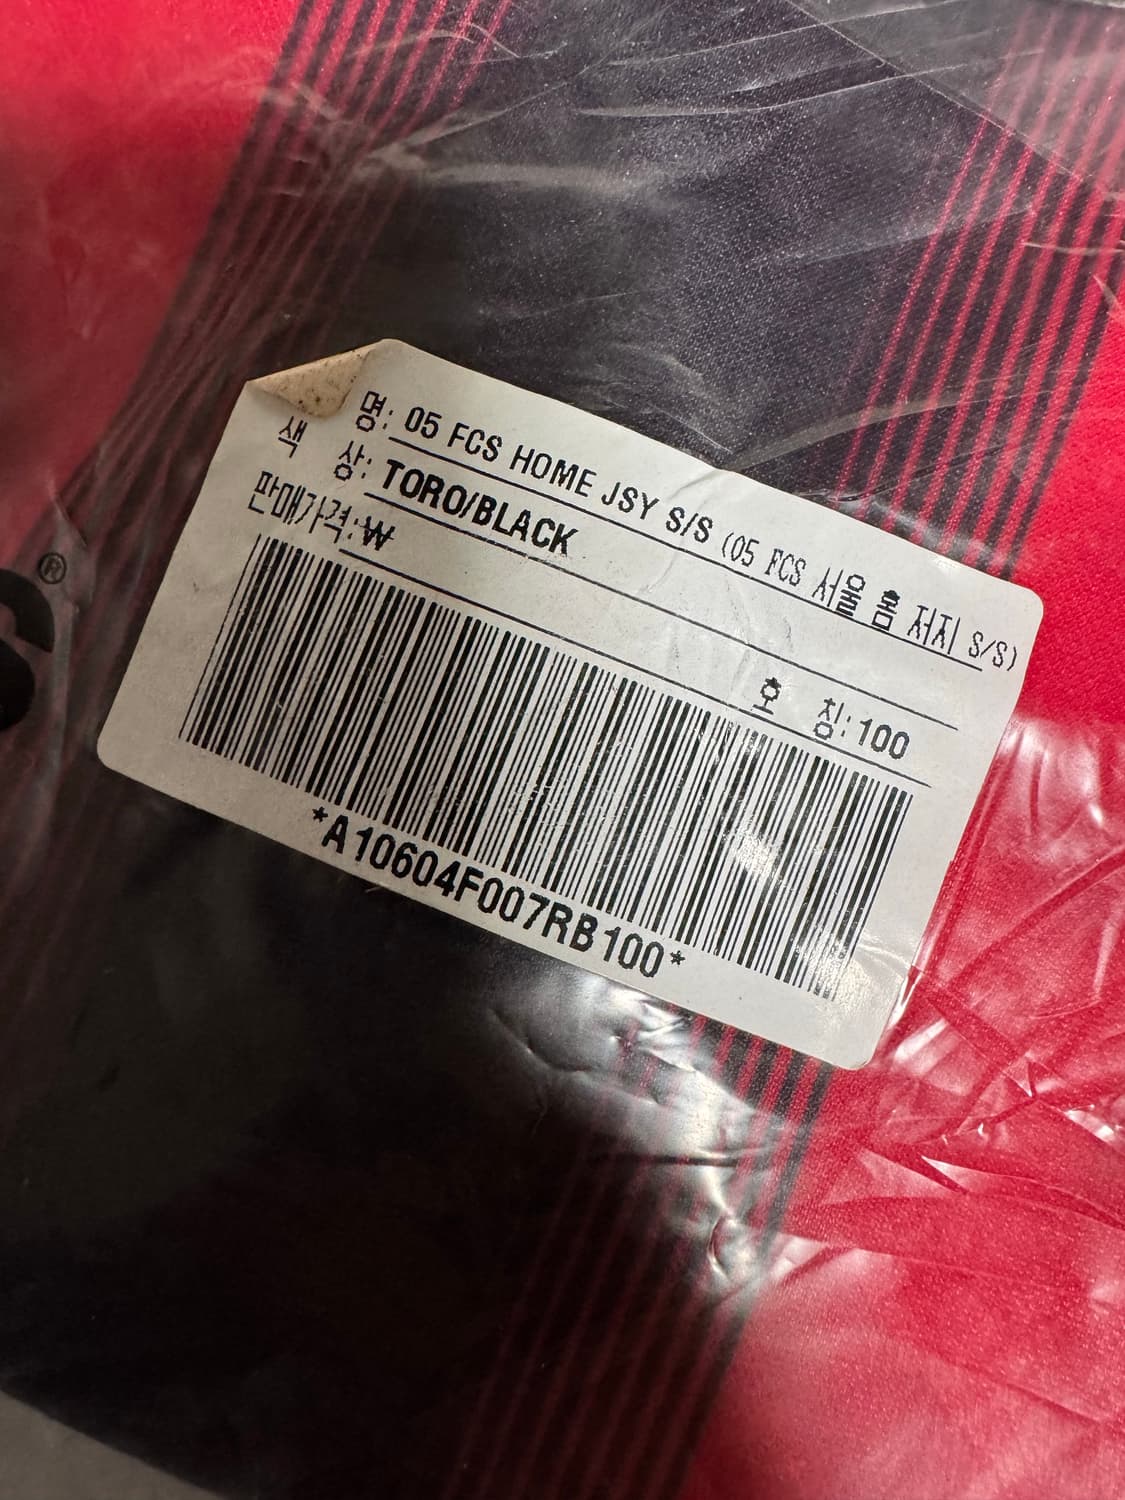 명: 05 FCS HOME JSY S/S (05 FCS 서울 홈 저지 S/S)
색 상: TORO/BLACK
판매가격:₩
호 칭:100
*A10604F007RB100*
®